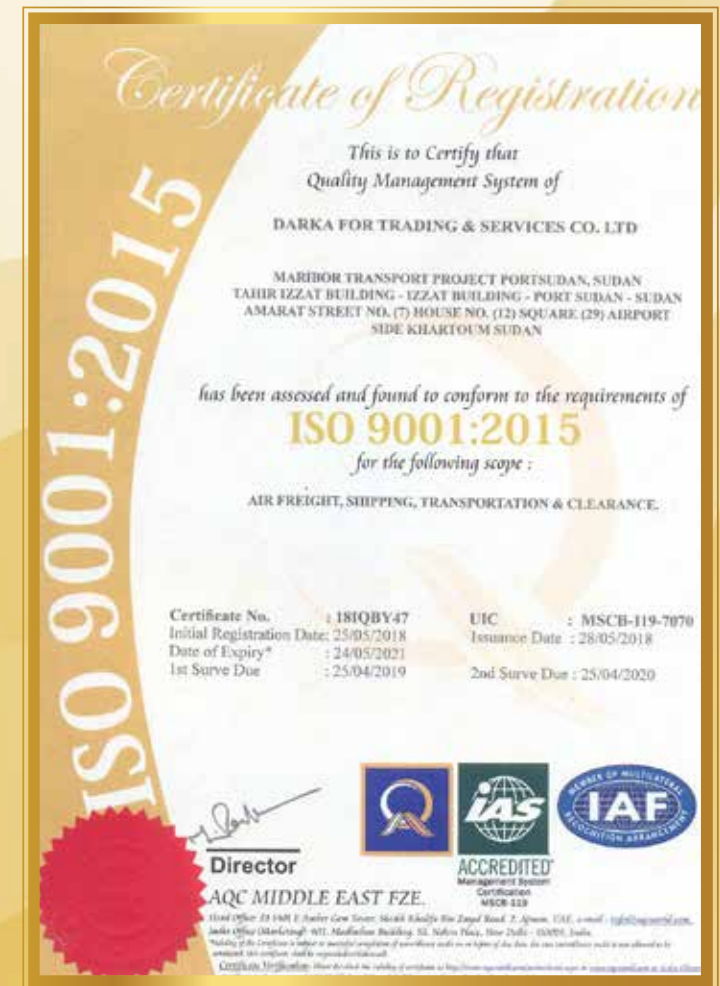 Certificate of Registration
This is to Certify that
Quality Management System of
DARKA FOR TRADING & SERVICES CO. LTD
MARIBOR TRANSPORT PROJECT PORTSUDAN, SUDAN
TAHIR IZZAT BUILDING - IZZAT BUILDING - PORT SUDAN - SUDAN
AMARAT STREET NO. (7) HOUSE NO. (12) SQUARE (29) AIRPORT
SIDE KHARTOUM SUDAN
has been assessed and found to conform to the requirements of
ISO 9001:2015
for the following scope :
AIR FREIGHT, SHIPPING, TRANSPORTATION & CLEARANCE.
Certificate No. : 18IQBY47 UIC : MSCB-119-7070
Initial Registration Date: 25/05/2018 Issuance Date : 28/05/2018
Date of Expiry* : 24/05/2021
1st Surve Due : 25/04/2019 2nd Surve Due : 25/04/2020
ISO 9001:2015
MEMBER OF MULTILATERAL
RECOGNITION ARRANGEMENT
IAF
IAS
ACCREDITED
Management System
Certification
MSCB-119
Director
AQC MIDDLE EAST FZE.